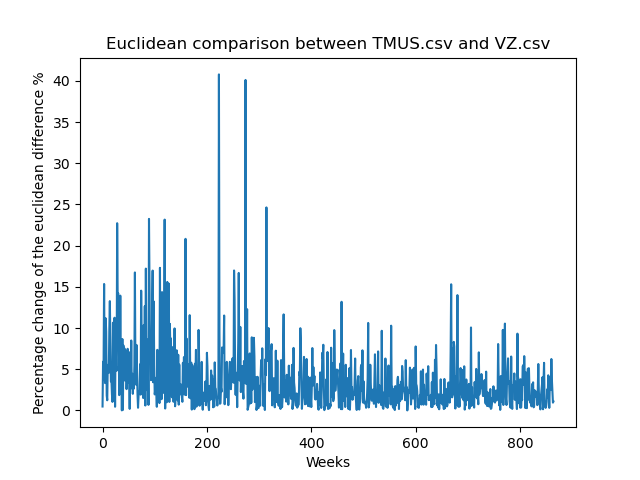 Euclidean comparison between TMUS.csv and VZ.csv
Percentage change of the euclidean difference %
40
35
30
25
20
15
10
5
0
0 200 400 600 800
Weeks